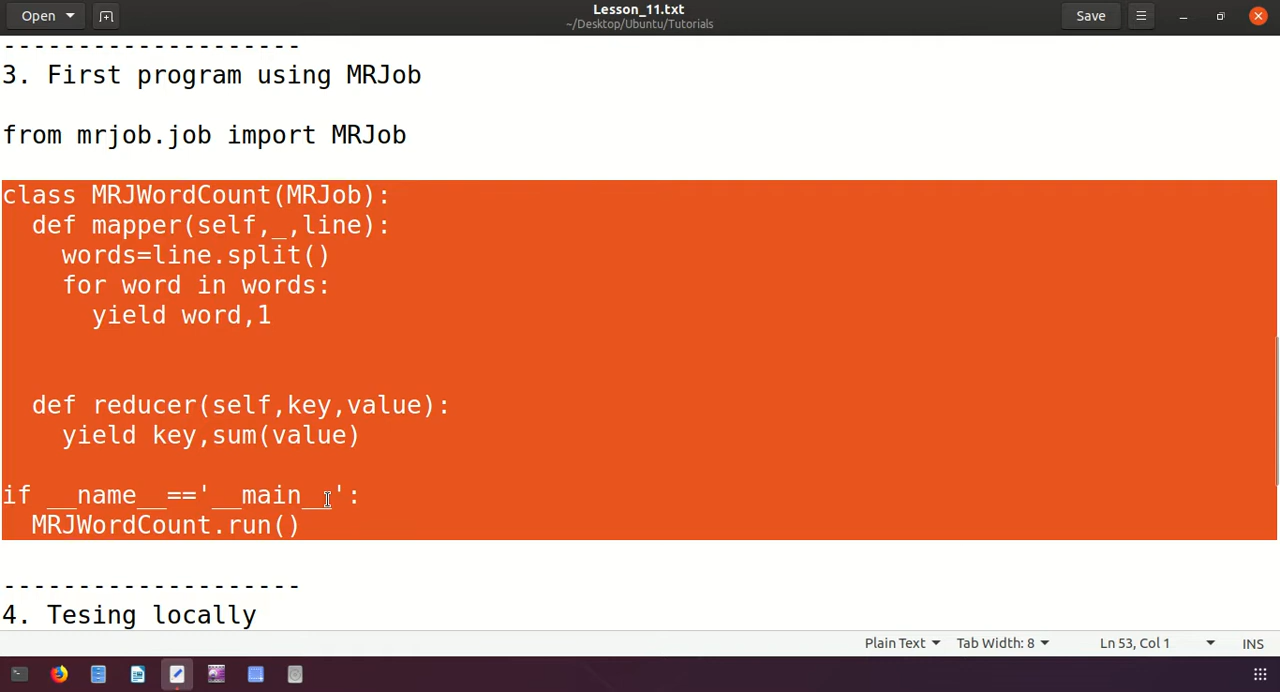 Open
Lesson_11.txt
~/Desktop/Ubuntu/Tutorials
Save
--------------------
3. First program using MRJob
from mrjob.job import MRJob
class MRJWordCount(MRJob):
  def mapper(self,_,line):
    words=line.split()
    for word in words:
      yield word,1
  def reducer(self,key,value):
    yield key,sum(value)
if __name__=='__main__':
  MRJWordCount.run()
--------------------
4. Tesing locally
Plain Text Tab Width: 8 Ln 53, Col 1 INS